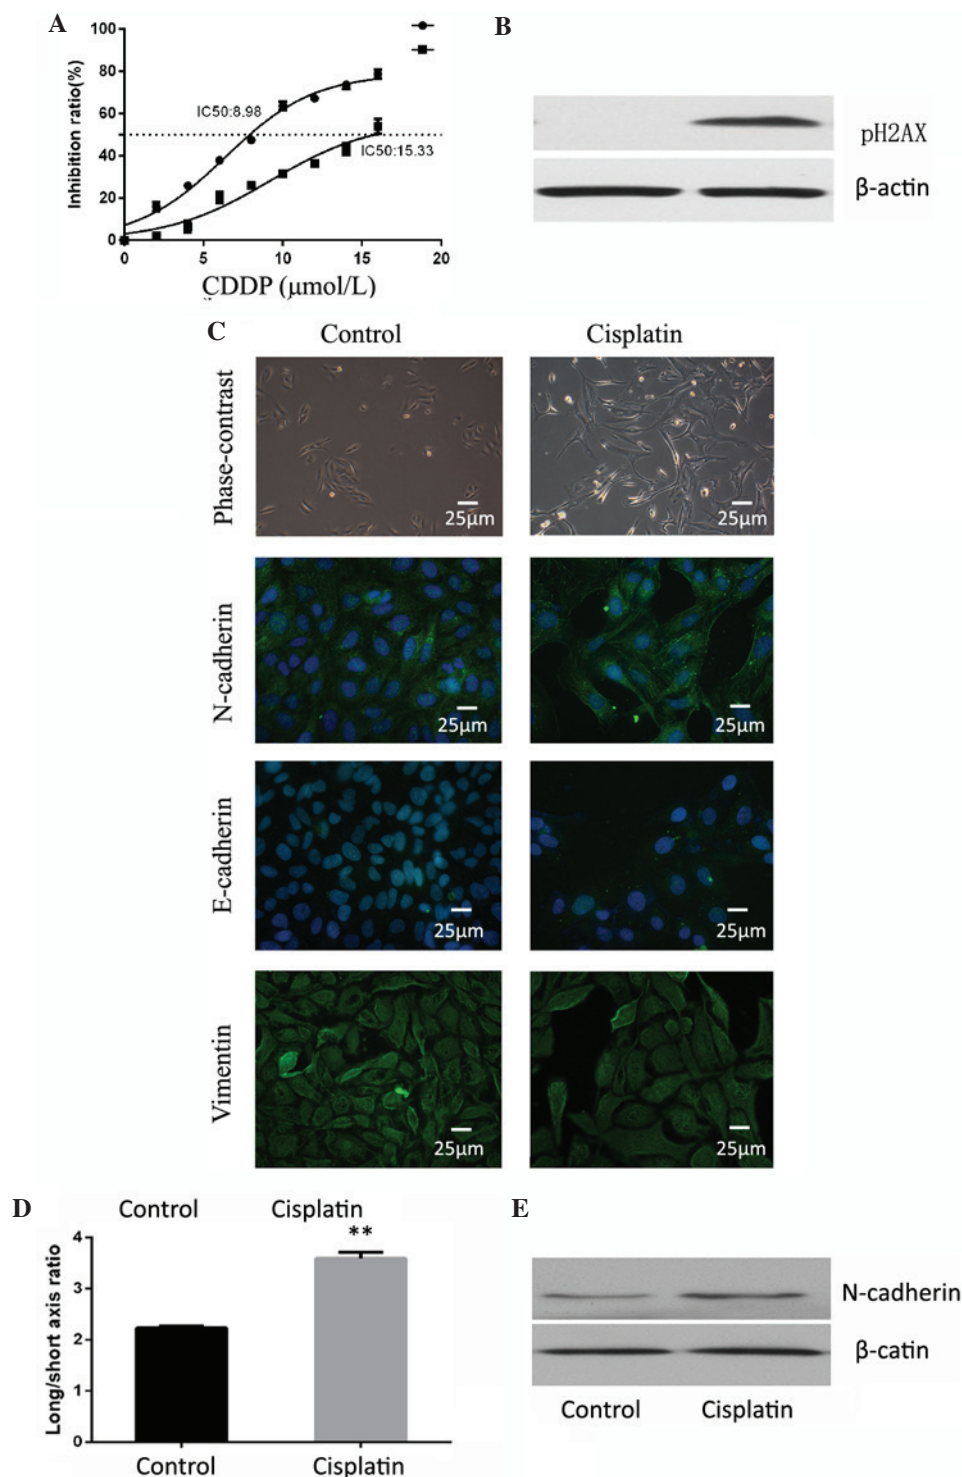 A
100
80
60
40
20
0
Inhibition ratio(%)
IC50:8.98
IC50:15.33
0 5 10 15 20
CDDP (μmol/L)
B
pH2AX
β-actin
C
Control Cisplatin
Phase-contrast
25μm 25μm
N-cadherin
25μm 25μm
E-cadherin
25μm 25μm
Vimentin
25μm 25μm
D
Control Cisplatin
**
4
3
2
1
0
Long/short axis ratio
Control Cisplatin
E
N-cadherin
β-catin
Control Cisplatin